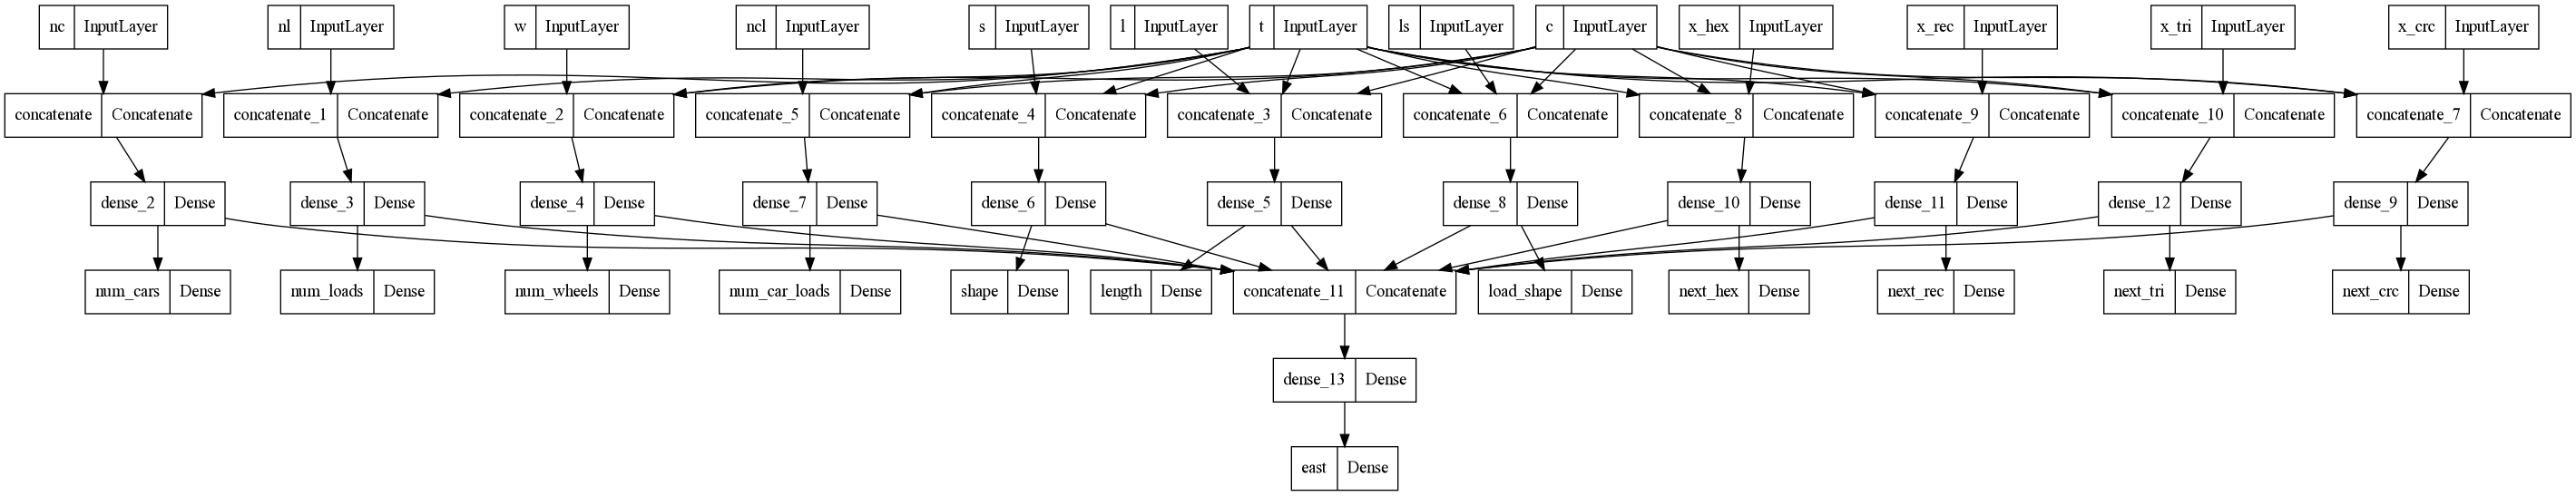 nc InputLayer nl InputLayer w InputLayer ncl InputLayer s InputLayer l InputLayer t InputLayer ls InputLayer c InputLayer x_hex InputLayer x_rec InputLayer x_tri InputLayer x_crc InputLayer
concatenate Concatenate concatenate_1 Concatenate concatenate_2 Concatenate concatenate_5 Concatenate concatenate_4 Concatenate concatenate_3 Concatenate concatenate_6 Concatenate concatenate_8 Concatenate concatenate_9 Concatenate concatenate_10 Concatenate concatenate_7 Concatenate
dense_2 Dense dense_3 Dense dense_4 Dense dense_7 Dense dense_6 Dense dense_5 Dense dense_8 Dense dense_10 Dense dense_11 Dense dense_12 Dense dense_9 Dense
num_cars Dense num_loads Dense num_wheels Dense num_car_loads Dense shape Dense length Dense concatenate_11 Concatenate load_shape Dense next_hex Dense next_rec Dense next_tri Dense next_crc Dense
dense_13 Dense
east Dense